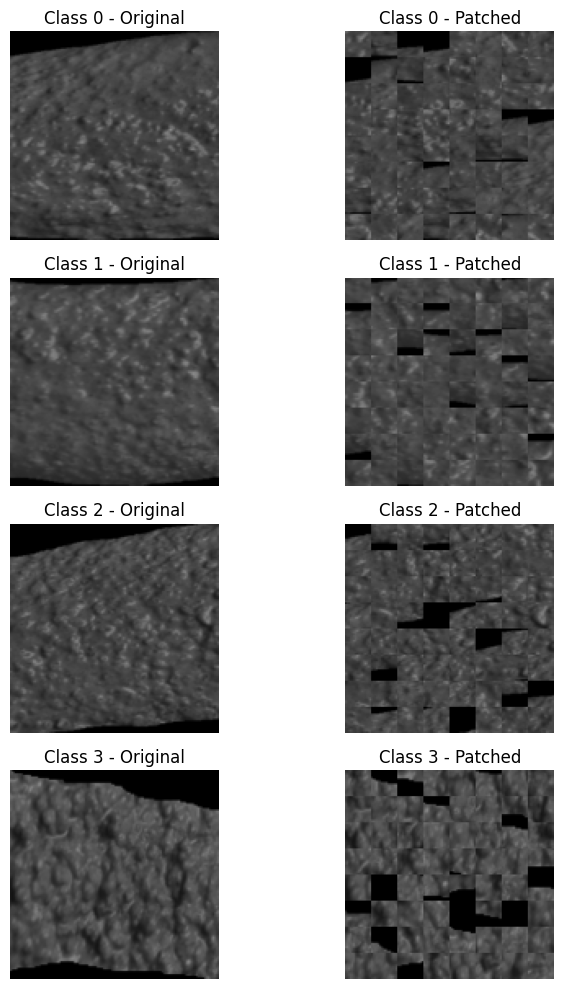 Class 0 - Original
Class 0 - Patched
Class 1 - Original
Class 1 - Patched
Class 2 - Original
Class 2 - Patched
Class 3 - Original
Class 3 - Patched